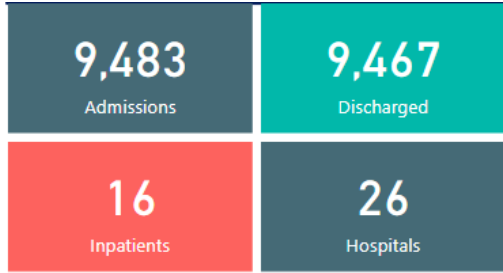 9,483
Admissions
9,467
Discharged
16
Inpatients
26
Hospitals